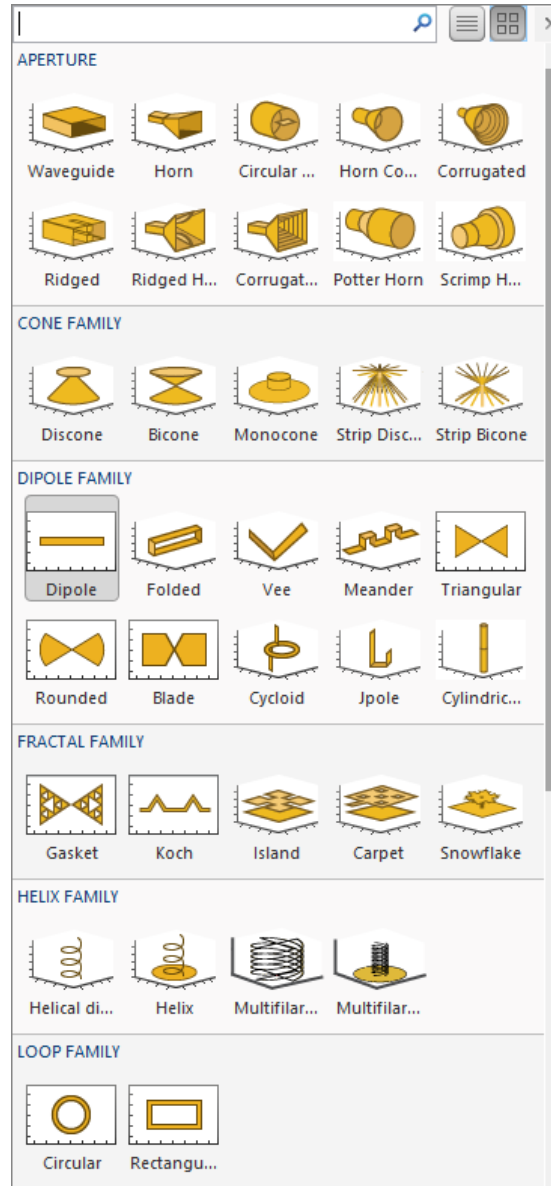 APERTURE
Waveguide Horn Circular ... Horn Co... Corrugated
Ridged Ridged H... Corrugat... Potter Horn Scrimp H...
CONE FAMILY
Discone Bicone Monocone Strip Disc... Strip Bicone
DIPOLE FAMILY
Dipole Folded Vee Meander Triangular
Rounded Blade Cycloid Jpole Cylindric...
FRACTAL FAMILY
Gasket Koch Island Carpet Snowflake
HELIX FAMILY
Helical di... Helix Multifilar... Multifilar...
LOOP FAMILY
Circular Rectangu...